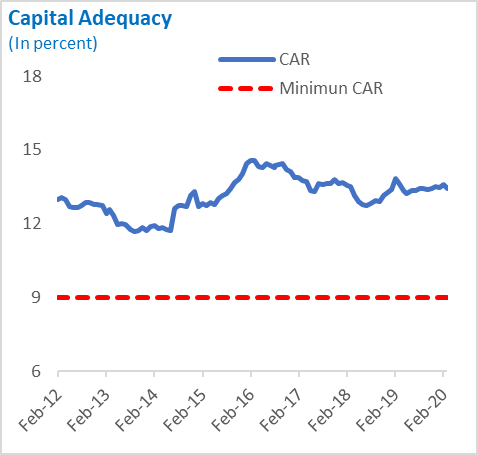 Capital Adequacy
(In percent)
CAR
Minimun CAR
18
15
12
9
6
Feb-12
Feb-13
Feb-14
Feb-15
Feb-16
Feb-17
Feb-18
Feb-19
Feb-20